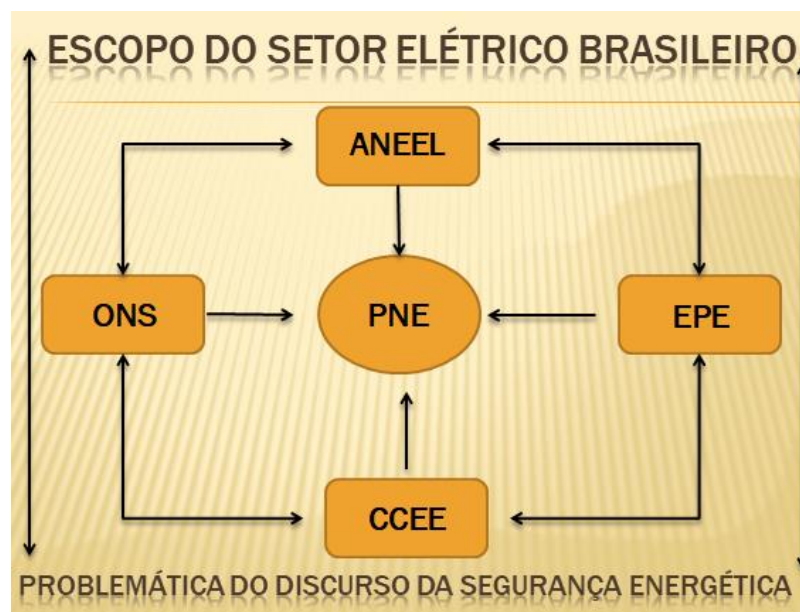 ESCOPO DO SETOR ELÉTRICO BRASILEIRO
ANEEL
ONS
PNE
EPE
CCEE
PROBLEMÁTICA DO DISCURSO DA SEGURANÇA ENERGÉTICA